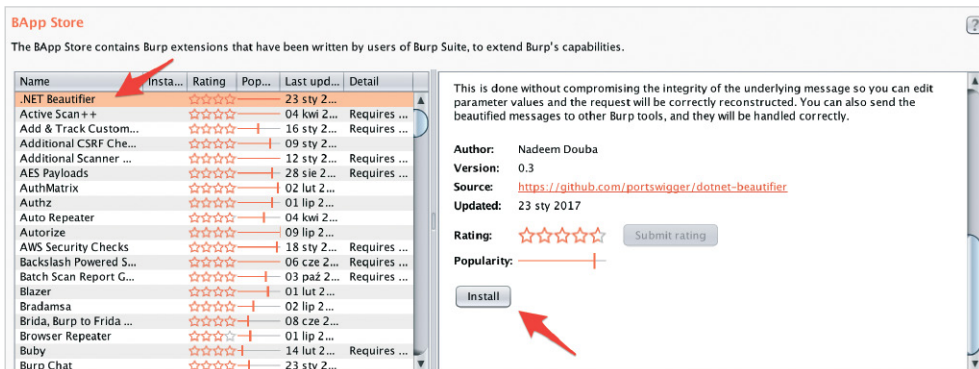 BApp Store
The BApp Store contains Burp extensions that have been written by users of Burp Suite, to extend Burp's capabilities.
Name Insta... Rating Pop... Last upd... Detail
.NET Beautifier 23 sty 2...
Active Scan++ 04 kwi 2... Requires ...
Add & Track Custom... 16 sty 2... Requires ...
Additional CSRF Che... 09 sty 2...
Additional Scanner ... 12 sty 2... Requires ...
AES Payloads 28 sie 2... Requires ...
AuthMatrix 02 lut 2...
Authz 01 lip 2...
Auto Repeater 04 kwi 2...
Autorize 09 lip 2...
AWS Security Checks 18 sty 2... Requires ...
Backslash Powered S... 06 cze 2... Requires ...
Batch Scan Report G... 03 paź 2... Requires ...
Blazer 01 lut 2...
Bradamsa 02 lip 2...
Brida, Burp to Frida ... 08 cze 2...
Browser Repeater 01 lip 2...
Buby 14 lut 2... Requires ...
Burp Chat 23 sty 2...
This is done without compromising the integrity of the underlying message so you can edit
parameter values and the request will be correctly reconstructed. You can also send the
beautified messages to other Burp tools, and they will be handled correctly.
Author: Nadeem Douba
Version: 0.3
Source: https://github.com/portswigger/dotnet-beautifier
Updated: 23 sty 2017
Rating: Submit rating
Popularity:
Install
?